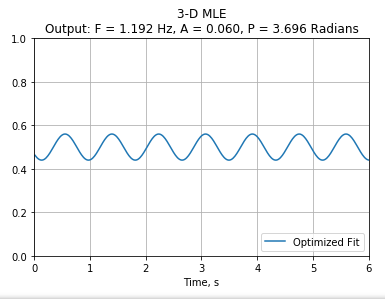 3-D MLE
Output: F = 1.192 Hz, A = 0.060, P = 3.696 Radians
1.0
0.8
0.6
0.4
0.2
0.0
Optimized Fit
0 1 2 3 4 5 6
Time, s